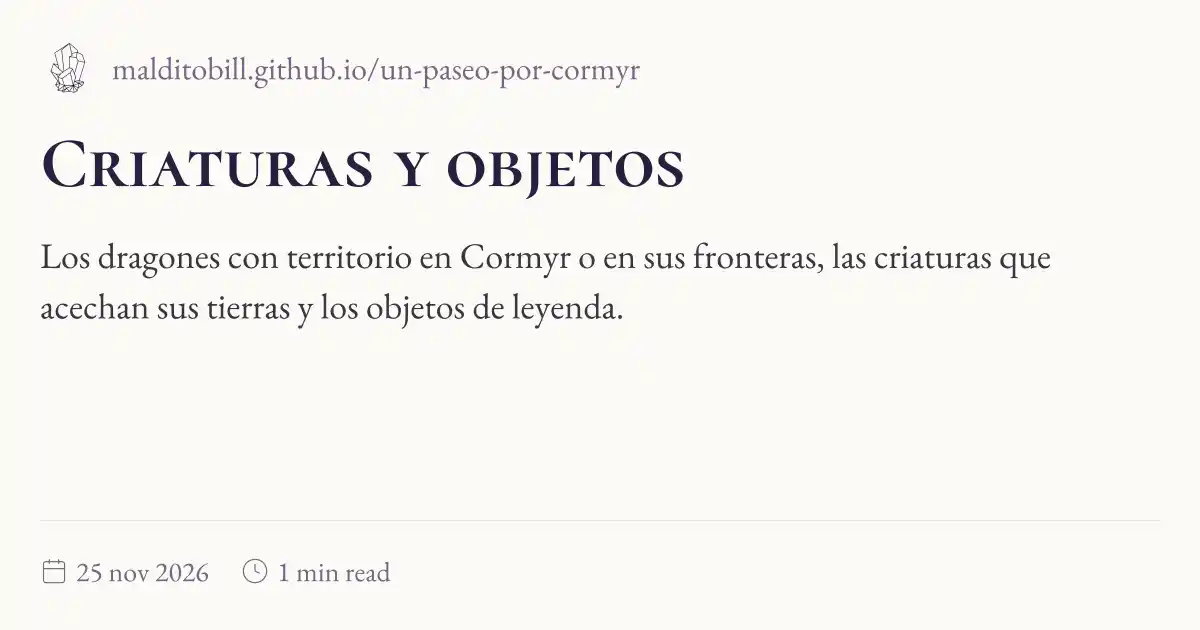 malditobill.github.io/un-paseo-por-cormyr
Criaturas y objetos
Los dragones con territorio en Cormyr o en sus fronteras, las criaturas que
acechan sus tierras y los objetos de leyenda.
25 nov 2026 1 min read